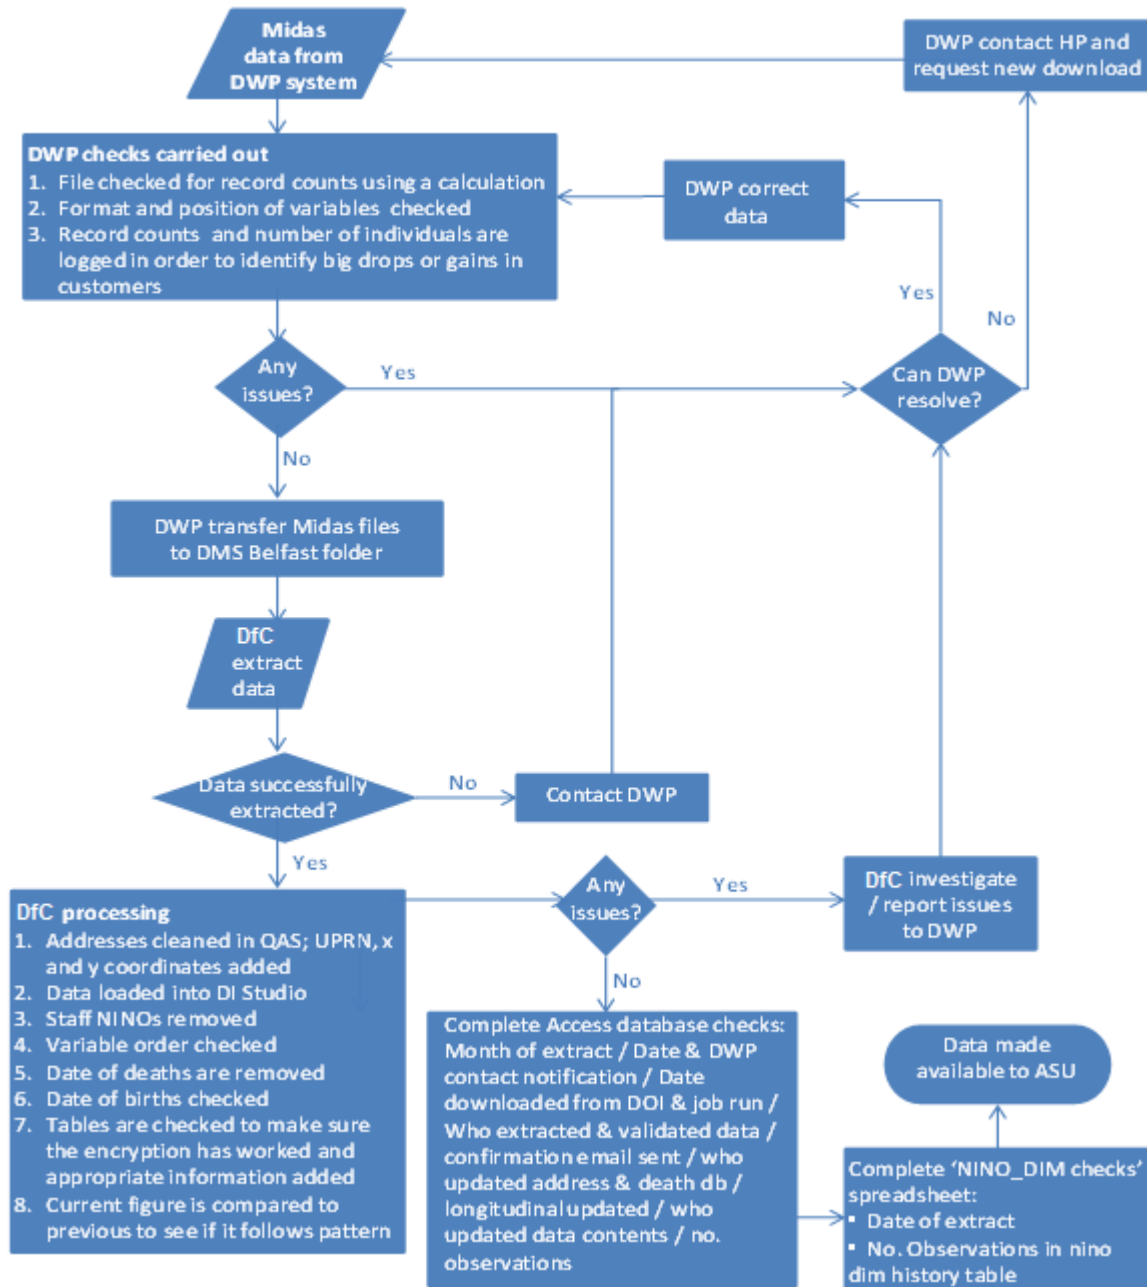 Midas
data from
DWP system
DWP contact HP and
request new download
DWP checks carried out
1. File checked for record counts using a calculation
2. Format and position of variables checked
3. Record counts and number of individuals are
logged in order to identify big drops or gains in
customers
DWP correct
data
Yes
No
Any
issues?
Yes
Can DWP
resolve?
No
DWP transfer Midas files
to DMS Belfast folder
DfC
extract
data
Data successfully
extracted?
No
Contact DWP
Yes
DfC processing
1. Addresses cleaned in QAS; UPRN, x
and y coordinates added
2. Data loaded into DI Studio
3. Staff NINOs removed
4. Variable order checked
5. Date of deaths are removed
6. Date of births checked
7. Tables are checked to make sure
the encryption has worked and
appropriate information added
8. Current figure is compared to
previous to see if it follows pattern
Any
issues?
Yes
DfC investigate
/ report issues
to DWP
No
Complete Access database checks:
Month of extract / Date & DWP
contact notification / Date
downloaded from DOI & job run /
Who extracted & validated data /
confirmation email sent / who
updated address & death db /
longitudinal updated / who
updated data contents / no.
observations
Data made
available to ASU
Complete ‘NINO_DIM checks’
spreadsheet:
▪ Date of extract
▪ No. Observations in nino
dim history table